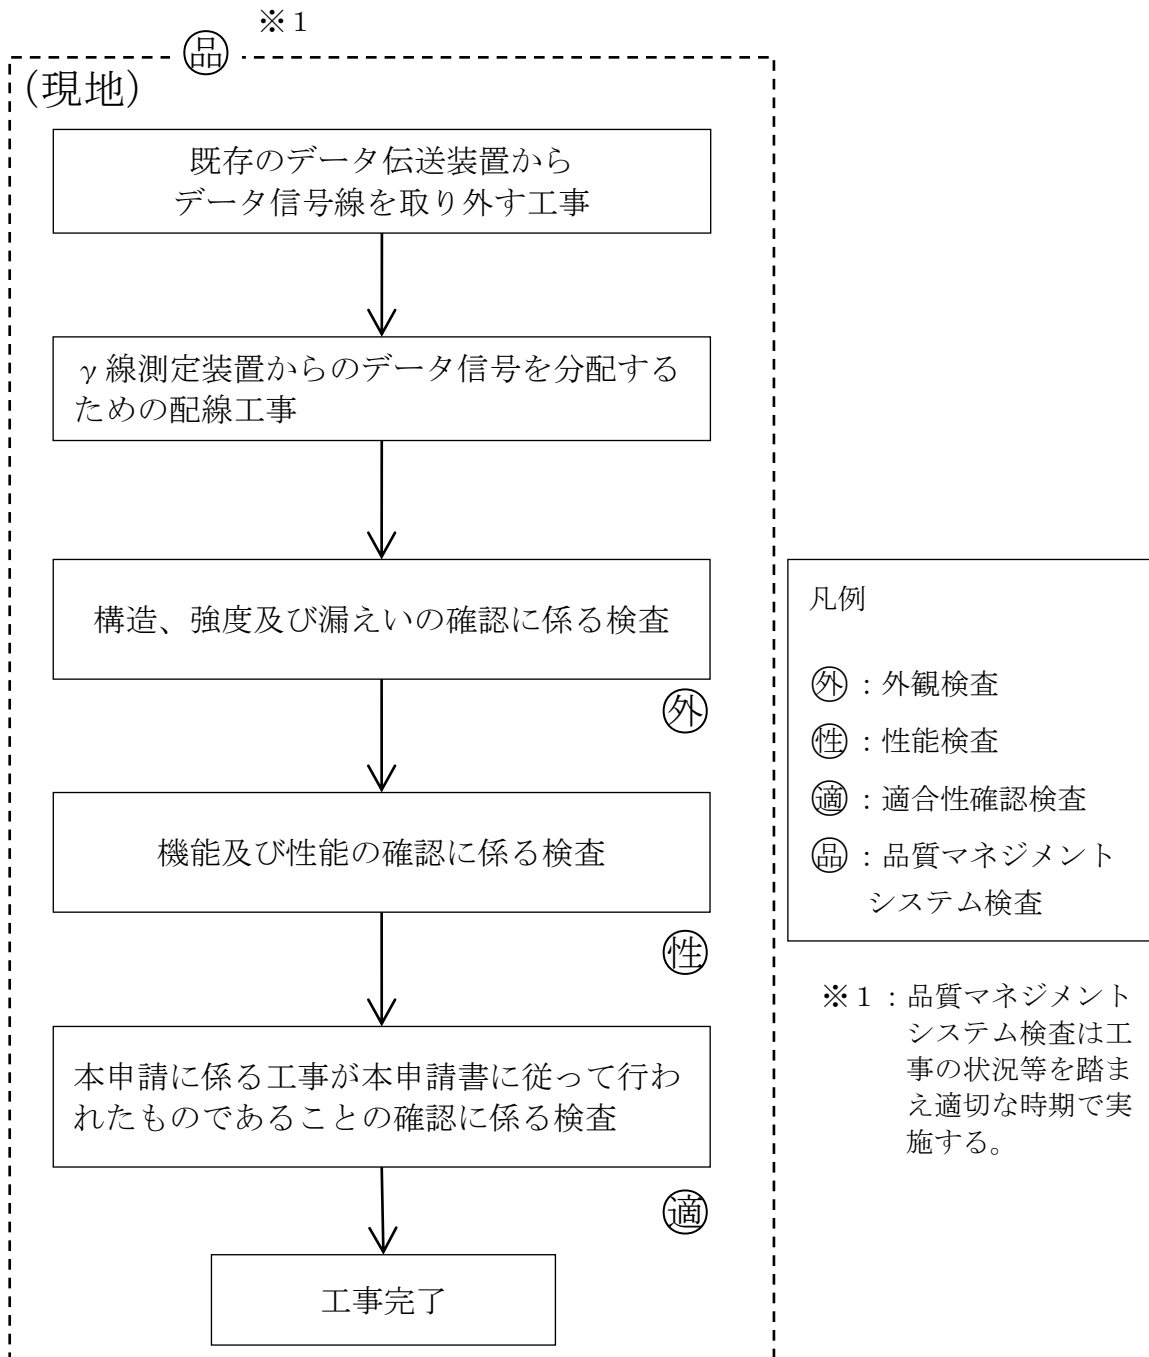 ※１
品
(現地)
既存のデータ伝送装置から
データ信号線を取り外す工事
γ線測定装置からのデータ信号を分配する
ための配線工事
構造、強度及び漏えいの確認に係る検査
外
機能及び性能の確認に係る検査
性
本申請に係る工事が本申請書に従って行わ
れたものであることの確認に係る検査
適
工事完了
凡例
外：外観検査
性：性能検査
適：適合性確認検査
品：品質マネジメント
システム検査
※１：品質マネジメント
システム検査は工
事の状況等を踏ま
え適切な時期で実
施する。